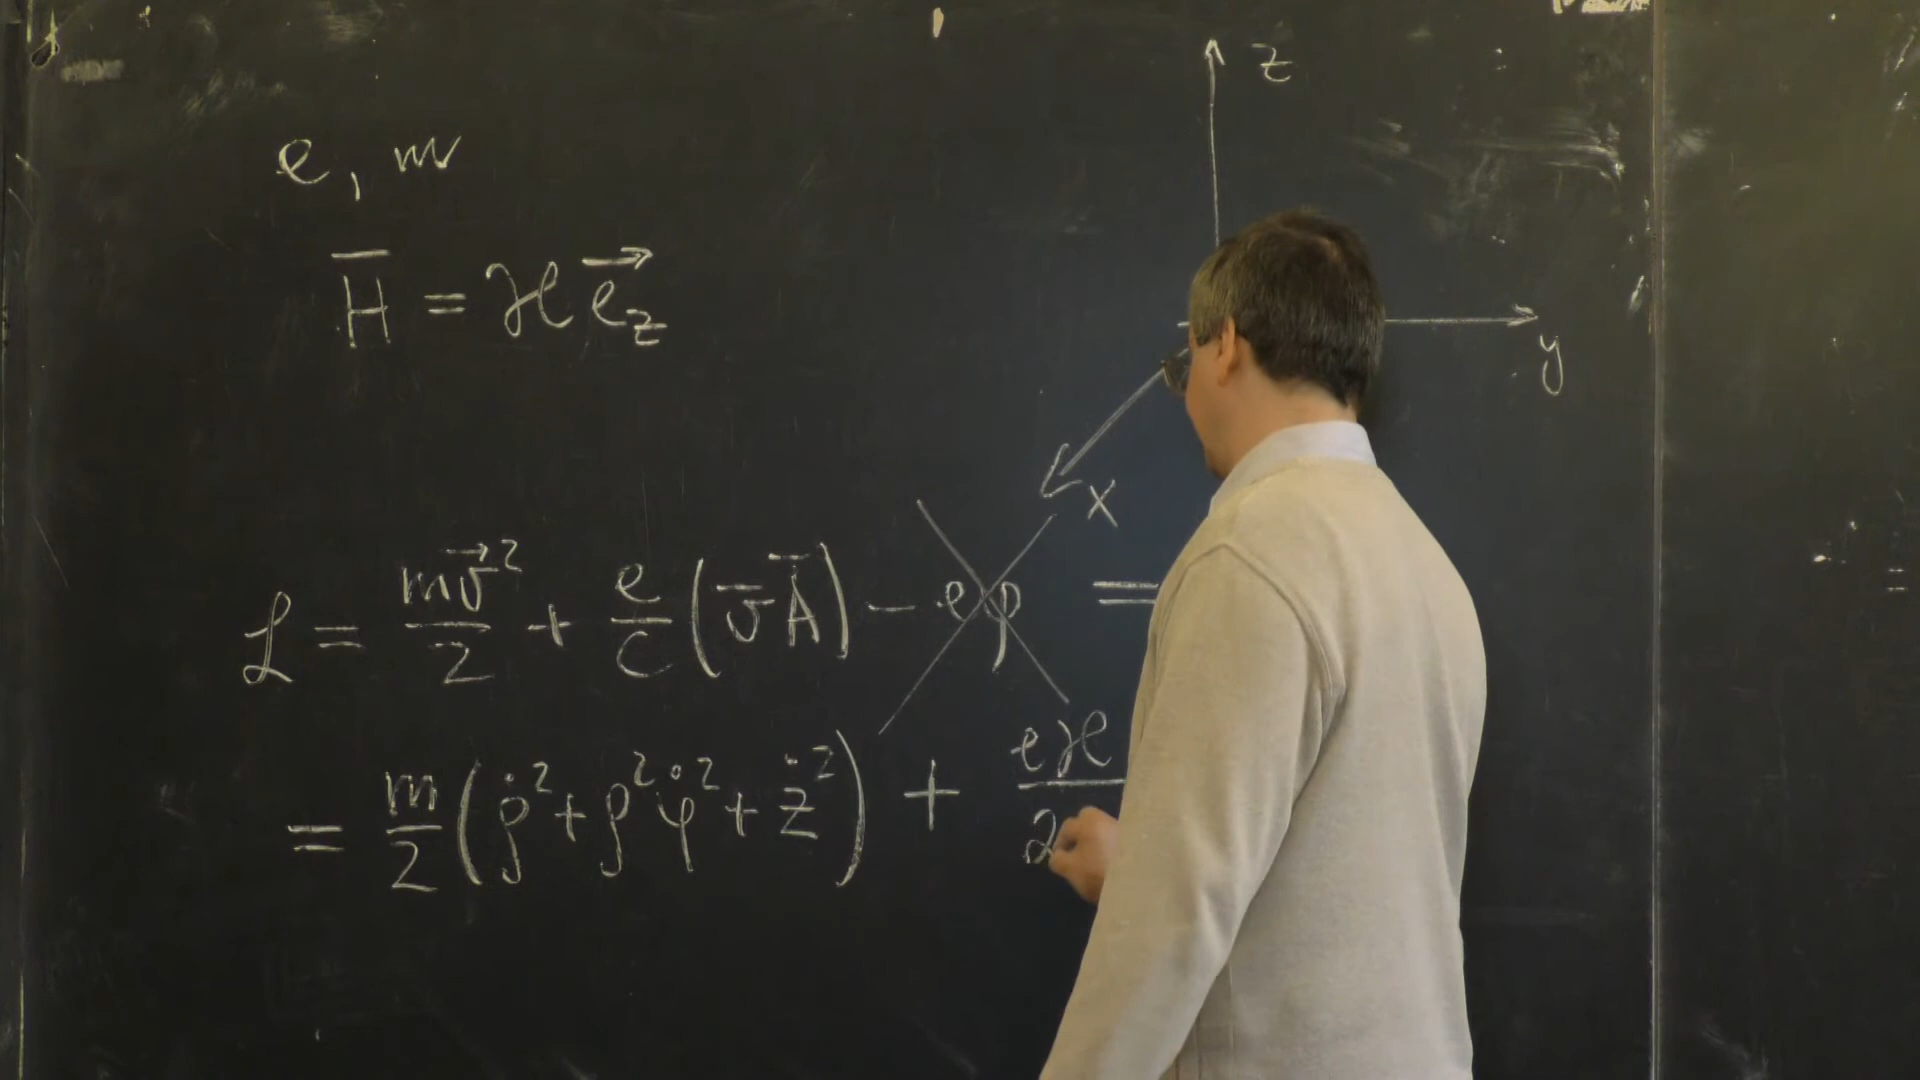 z
e, m
H̅ = ℋ e⃗_z
y
x
ℒ = mv⃗²/2 + e/c (v̅ A̅) − eφ =
= m/2 (ρ̇² + ρ²φ̇² + ż²) + eℋ/2